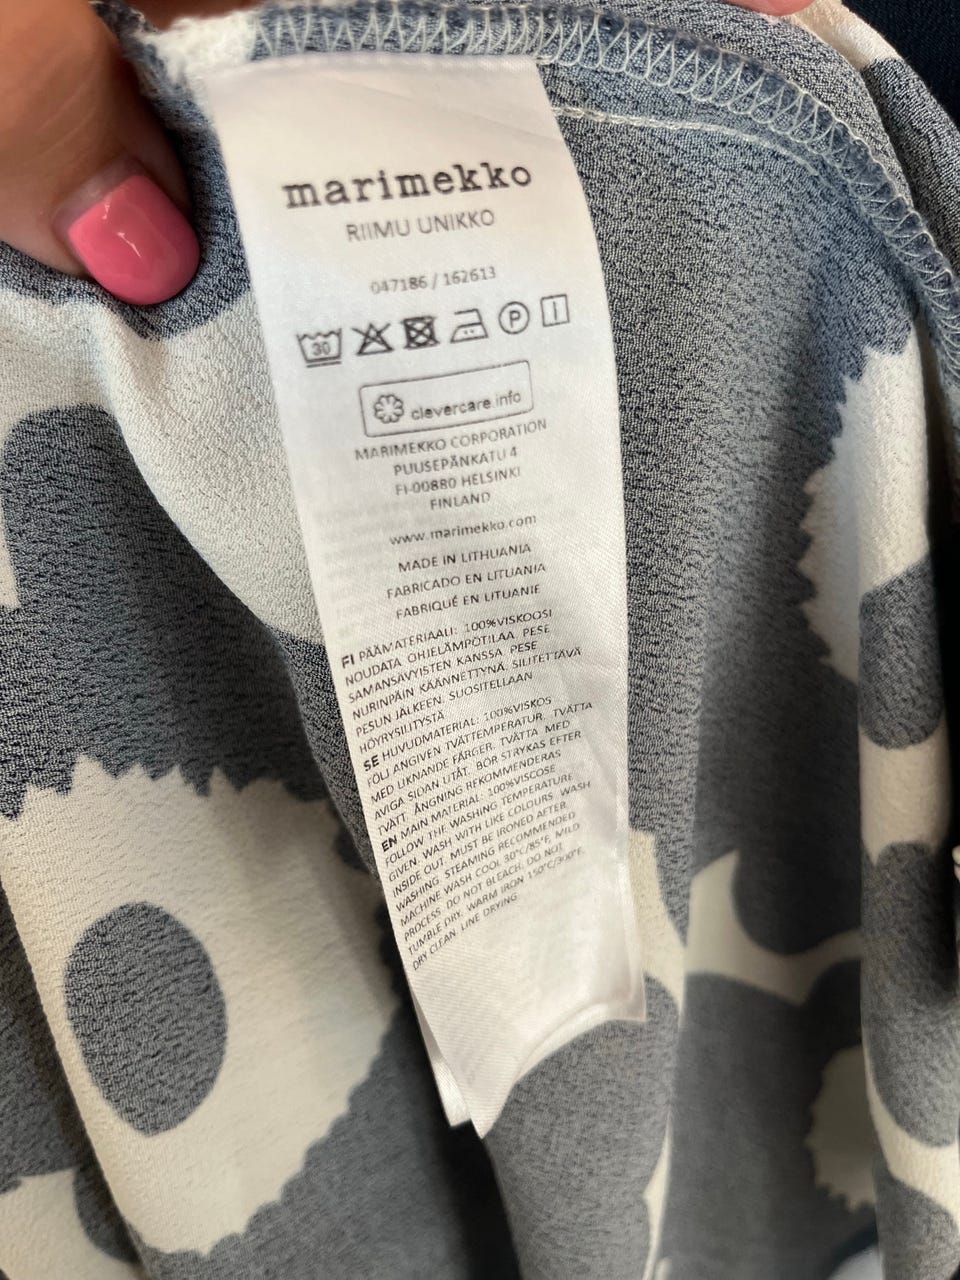 marimekko
RIIMU UNIKKO
047186 / 162613
30 P
clevercare.info
MARIMEKKO CORPORATION
PUUSEPÄNKATU 4
FI-00880 HELSINKI
FINLAND
www.marimekko.com
MADE IN LITHUANIA
FABRICADO EN LITUANIA
FABRIQUÉ EN LITUANIE
FI PÄÄMATERIAALI: 100%VISKOOSI
NOUDATA OHJELÄMPÖTILAA. PESE
SAMANSÄVYISTEN KANSSA. PESE
NURINPÄIN KÄÄNNETTYNÄ. SILITETTÄVÄ
PESUN JÄLKEEN. SUOSITELLAAN
HÖYRYSILITYSTÄ
SE HUVUDMATERIAL: 100%VISKOS
FÖLJ ANGIVEN TVÄTTEMPERATUR. TVÄTTA
MED LIKNANDE FÄRGER. TVÄTTA MED
AVIGA SIDAN UTÅT. BÖR STRYKAS EFTER
TVÄTT. ÅNGNING REKOMMENDERAS
EN MAIN MATERIAL: 100%VISCOSE
FOLLOW THE WASHING TEMPERATURE
GIVEN. WASH WITH LIKE COLOURS. WASH
INSIDE OUT. MUST BE IRONED AFTER
WASHING. STEAMING RECOMMENDED
MACHINE WASH COOL 30°C/85°F, MILD
PROCESS. DO NOT BLEACH. DO NOT
TUMBLE DRY. WARM IRON 150°C/300°F.
DRY CLEAN. LINE DRYING